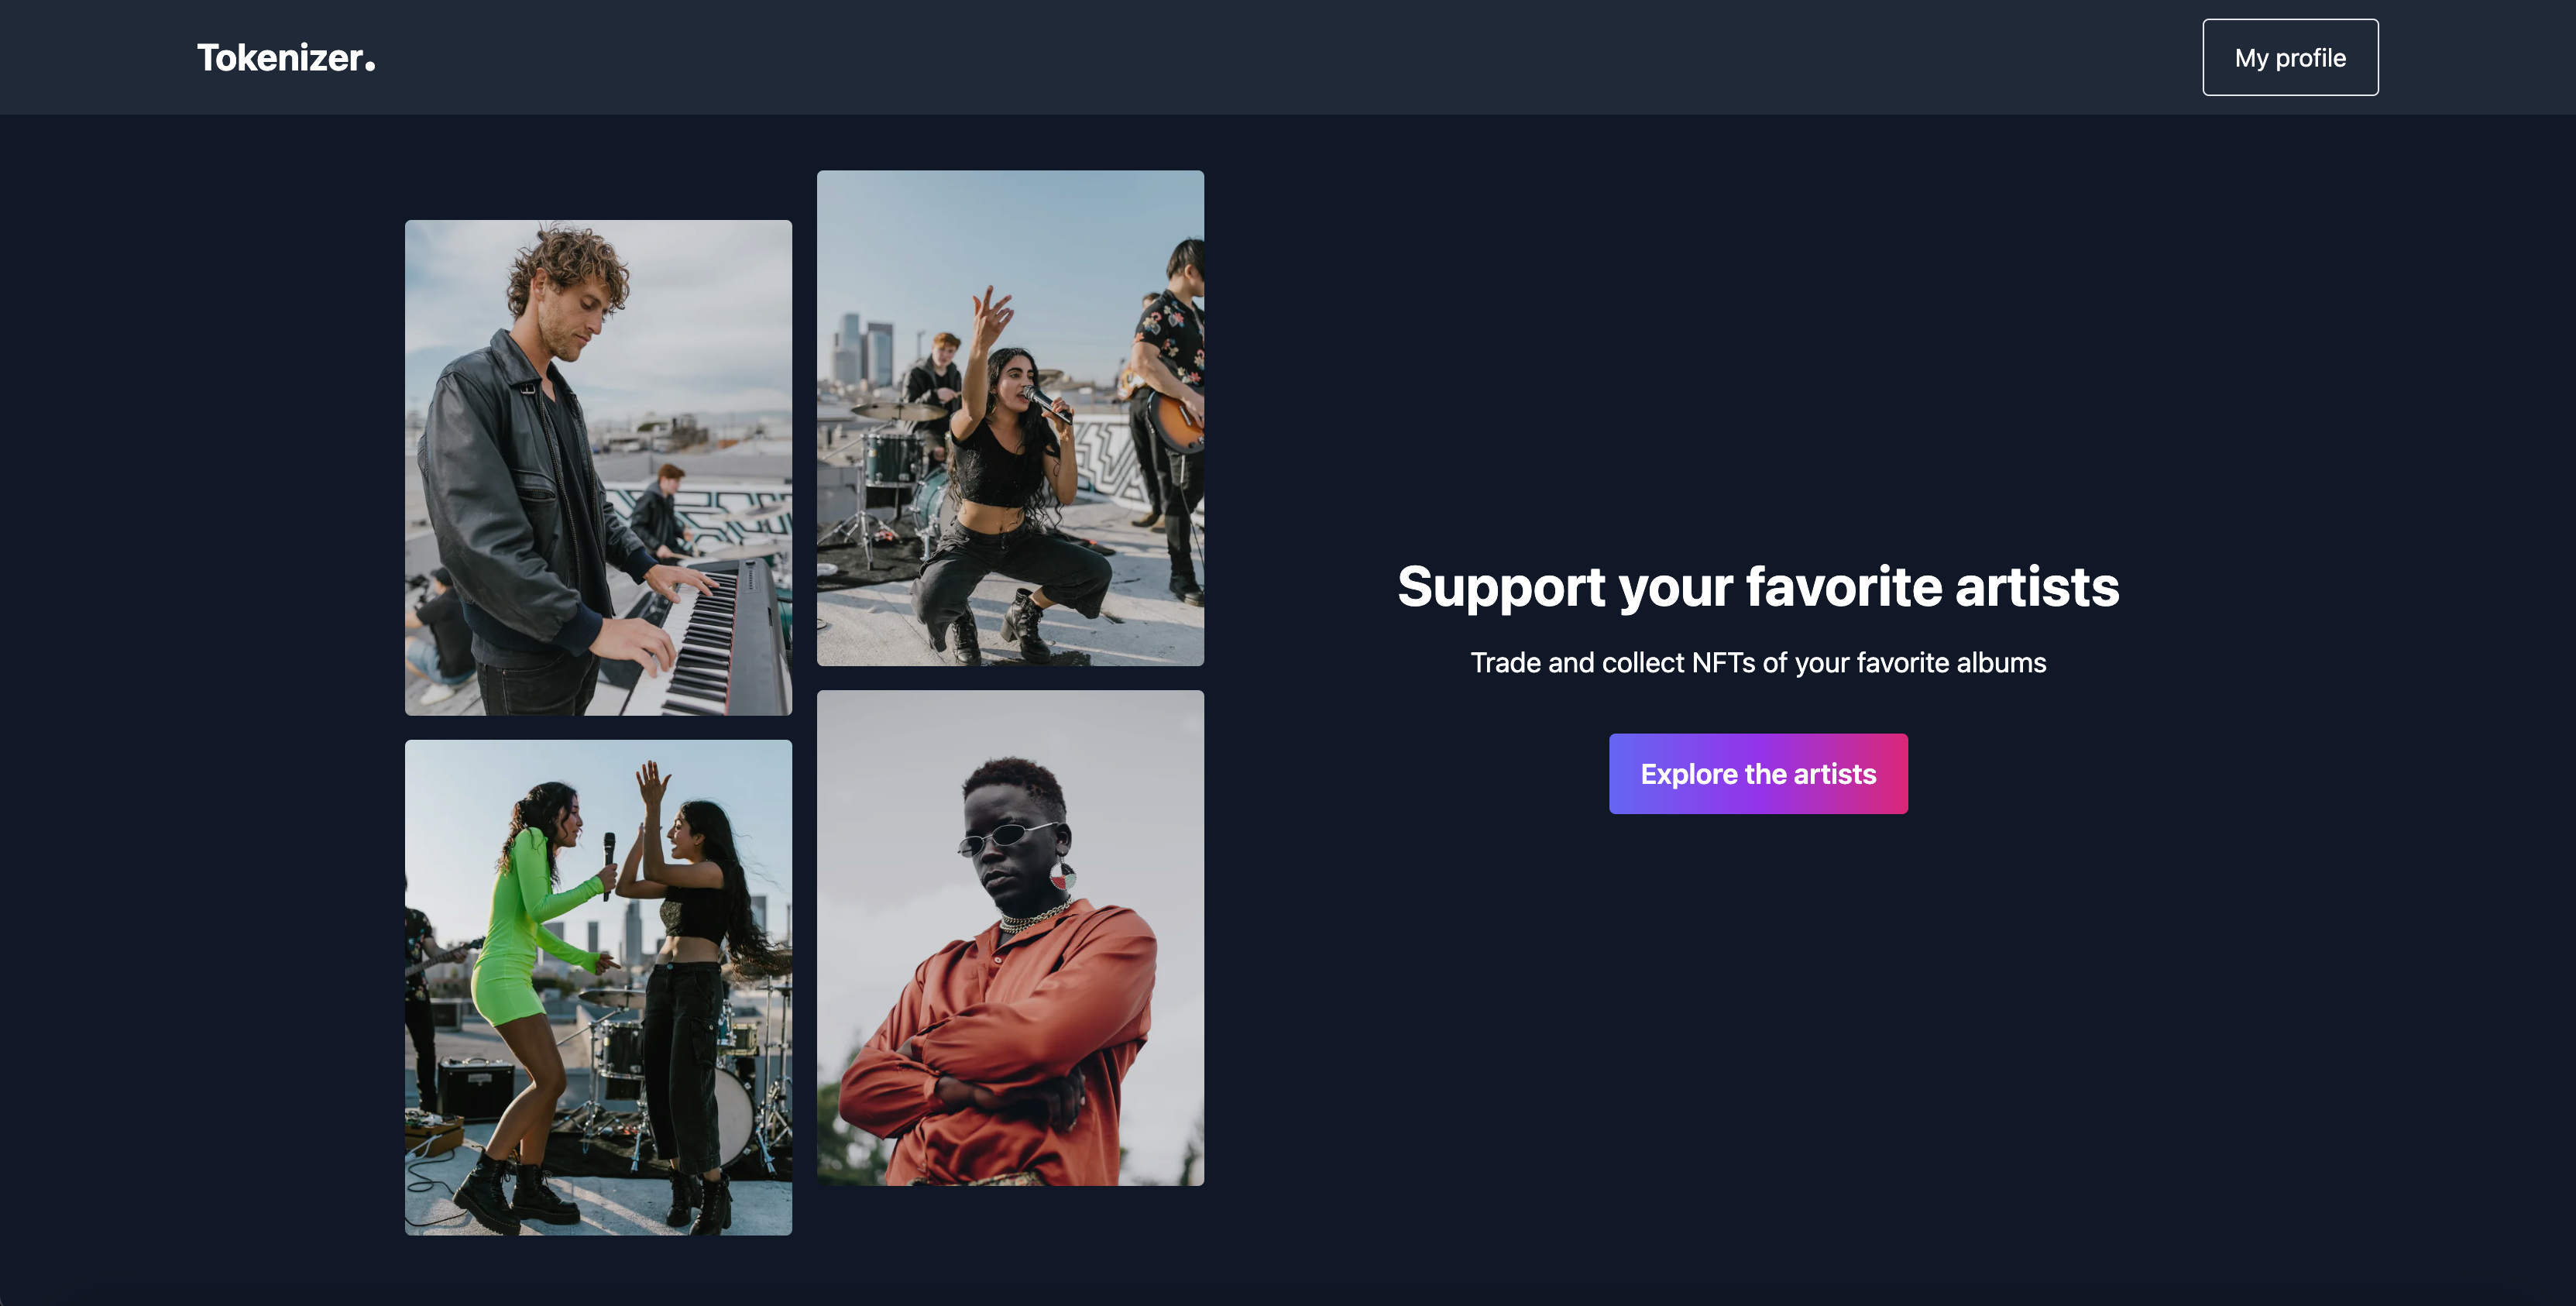 Tokenizer.
My profile
Support your favorite artists
Trade and collect NFTs of your favorite albums
Explore the artists